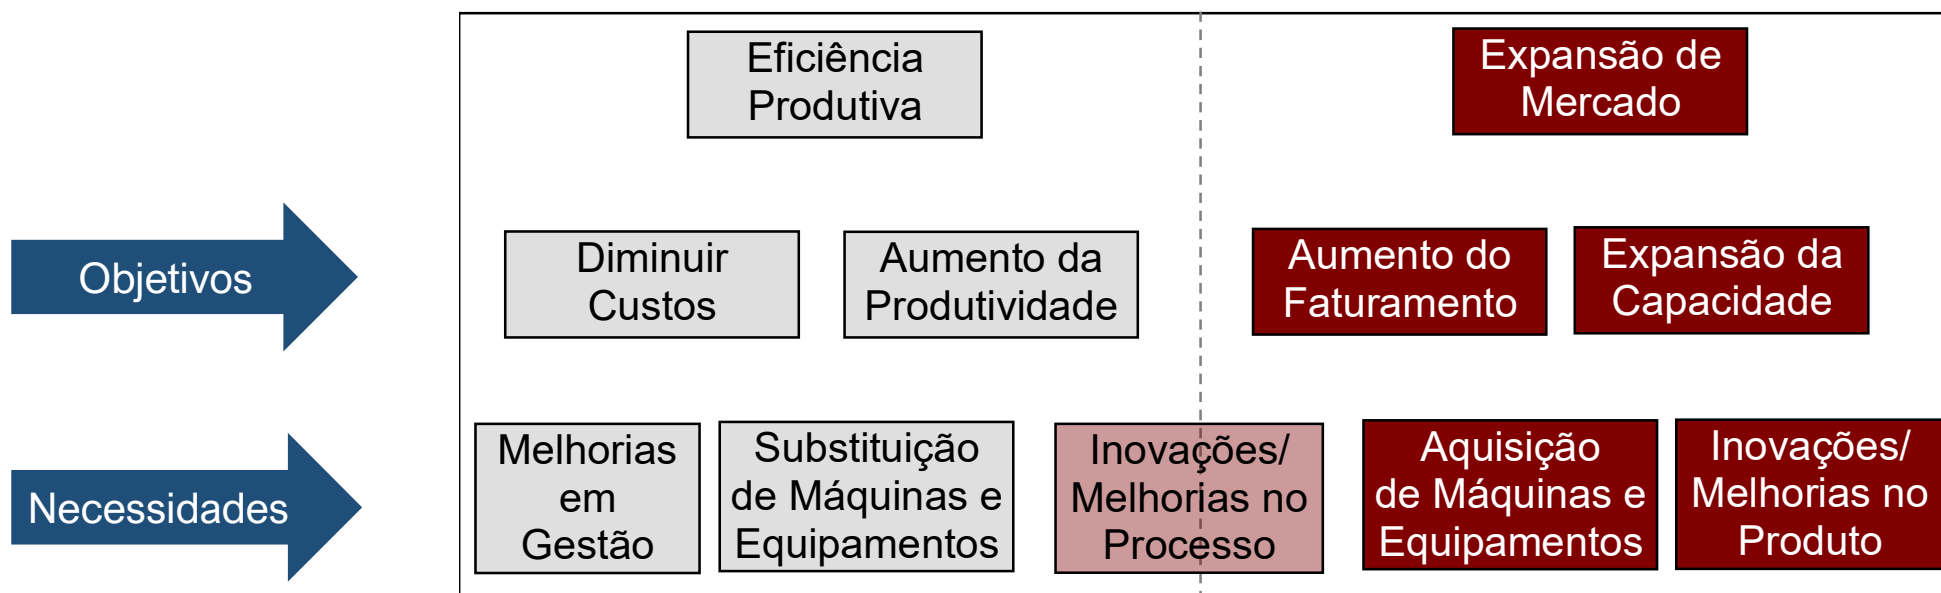 Eficiência
Produtiva
Expansão de
Mercado
Objetivos
Diminuir
Custos
Aumento da
Produtividade
Aumento do
Faturamento
Expansão da
Capacidade
Necessidades
Melhorias
em
Gestão
Substituição
de Máquinas e
Equipamentos
Inovações/
Melhorias no
Processo
Aquisição
de Máquinas e
Equipamentos
Inovações/
Melhorias no
Produto